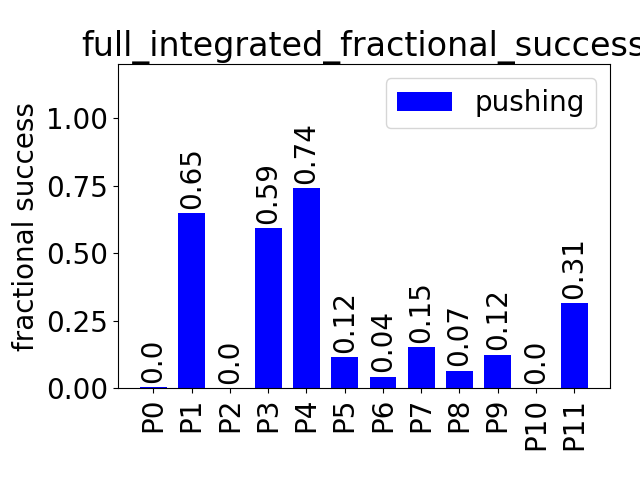 full_integrated_fractional_success
pushing
fractional success
1.00
0.75
0.50
0.25
0.00
0.0
0.65
0.0
0.59
0.74
0.12
0.04
0.15
0.07
0.12
0.0
0.31
P0
P1
P2
P3
P4
P5
P6
P7
P8
P9
P10
P11